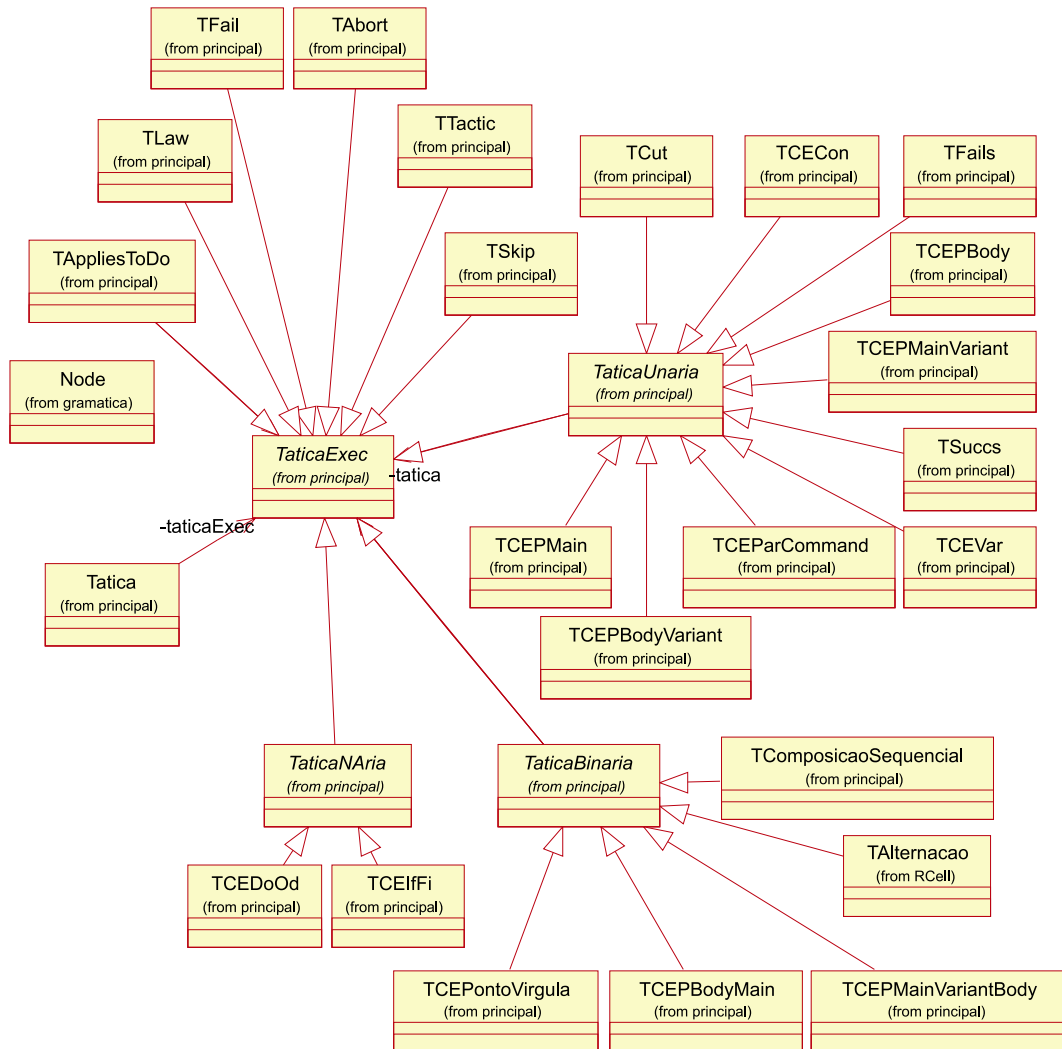 TFail
(from principal)
TAbort
(from principal)
TLaw
(from principal)
TTactic
(from principal)
TCut
(from principal)
TCECon
(from principal)
TFails
(from principal)
TAppliesToDo
(from principal)
TSkip
(from principal)
TCEPBody
(from principal)
Node
(from gramatica)
TaticaUnaria
(from principal)
TCEPMainVariant
(from principal)
TaticaExec
(from principal)
-tatica
TSuccs
(from principal)
-taticaExec
Tatica
(from principal)
TCEPMain
(from principal)
TCEParCommand
(from principal)
TCEVar
(from principal)
TCEPBodyVariant
(from principal)
TaticaNAria
(from principal)
TaticaBinaria
(from principal)
TComposicaoSequencial
(from principal)
TAlternacao
(from RCell)
TCEDoOd
(from principal)
TCEIfFi
(from principal)
TCEPontoVirgula
(from principal)
TCEPBodyMain
(from principal)
TCEPMainVariantBody
(from principal)